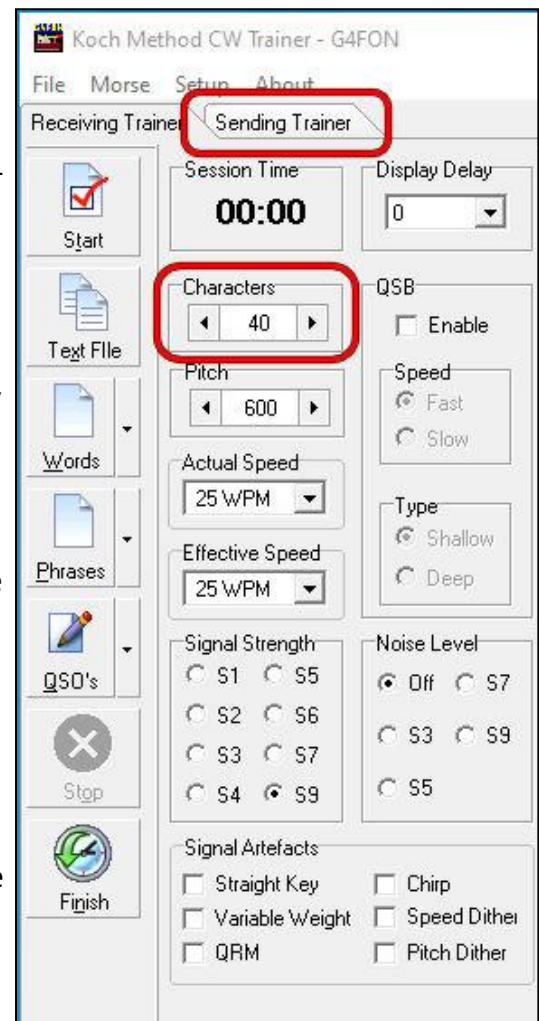 Koch Method CW Trainer - G4FON
File Morse Setup About
Receiving Trainer Sending Trainer
Start
Text FIle
Words
Phrases
QSO's
Stop
Finish
Session Time
00:00
Display Delay
0
Characters
40
QSB
Enable
Pitch
600
Speed
Fast
Slow
Actual Speed
25 WPM
Type
Shallow
Deep
Effective Speed
25 WPM
Signal Strength
S1 S5
S2 S6
S3 S7
S4 S9
Noise Level
Off S7
S3 S9
S5
Signal Artefacts
Straight Key Chirp
Variable Weight Speed Dither
QRM Pitch Dither